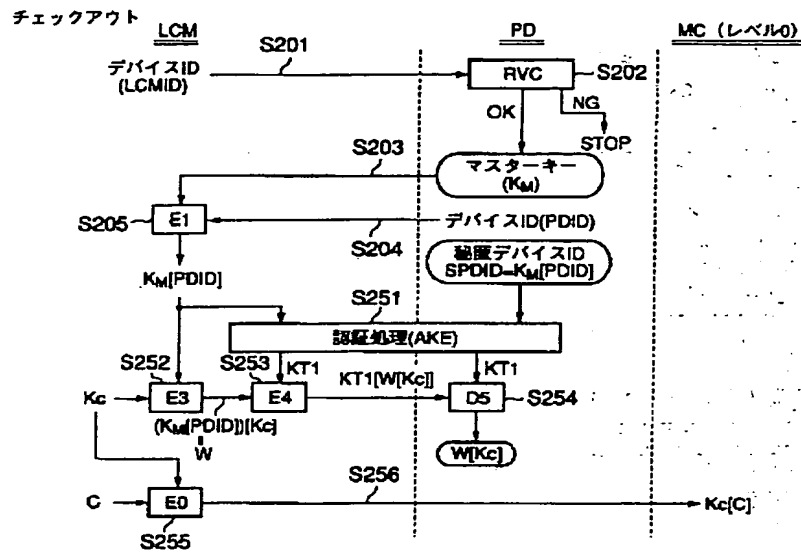 チェックアウト
LCM
PD
MC (レベル0)
S201
デバイスID
(LCMID)
RVC
S202
OK
NG
STOP
S203
マスターキー
(KM)
S205
E1
デバイスID(PDID)
S204
秘匿デバイスID
SPDID=KM[PDID]
KM[PDID]
S251
認証処理(AKE)
S252
S253
KT1
KT1[W[Kc]]
KT1
Kc
E3
E4
D5
S254
(KM[PDID])[Kc]
W
W[Kc]
S256
C
E0
Kc[C]
S255